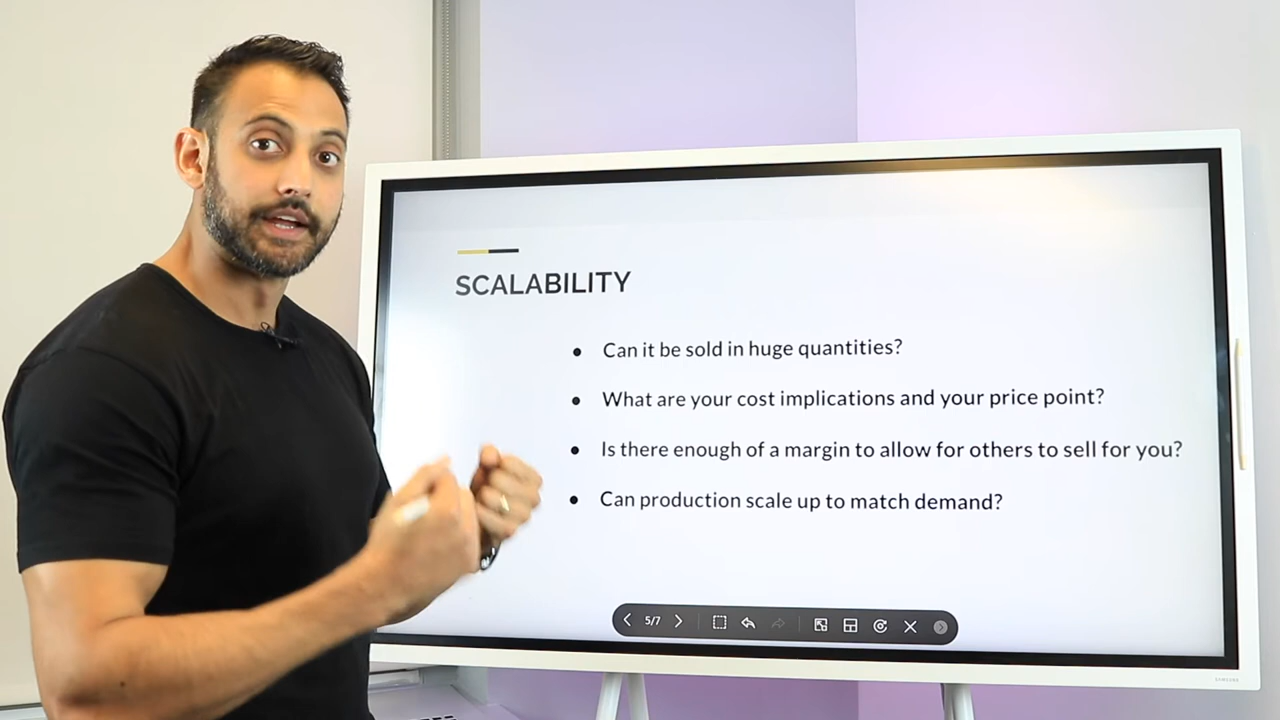 SCALABILITY
● Can it be sold in huge quantities?
● What are your cost implications and your price point?
● Is there enough of a margin to allow for others to sell for you?
● Can production scale up to match demand?
5/7
SAMSUNG